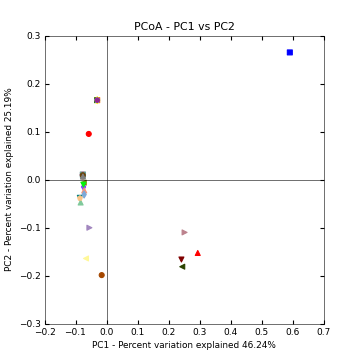 PCoA - PC1 vs PC2
0.3
0.2
0.1
0.0
−0.1
−0.2
−0.3
PC2 - Percent variation explained 25.19%
−0.2 −0.1 0.0 0.1 0.2 0.3 0.4 0.5 0.6 0.7
PC1 - Percent variation explained 46.24%